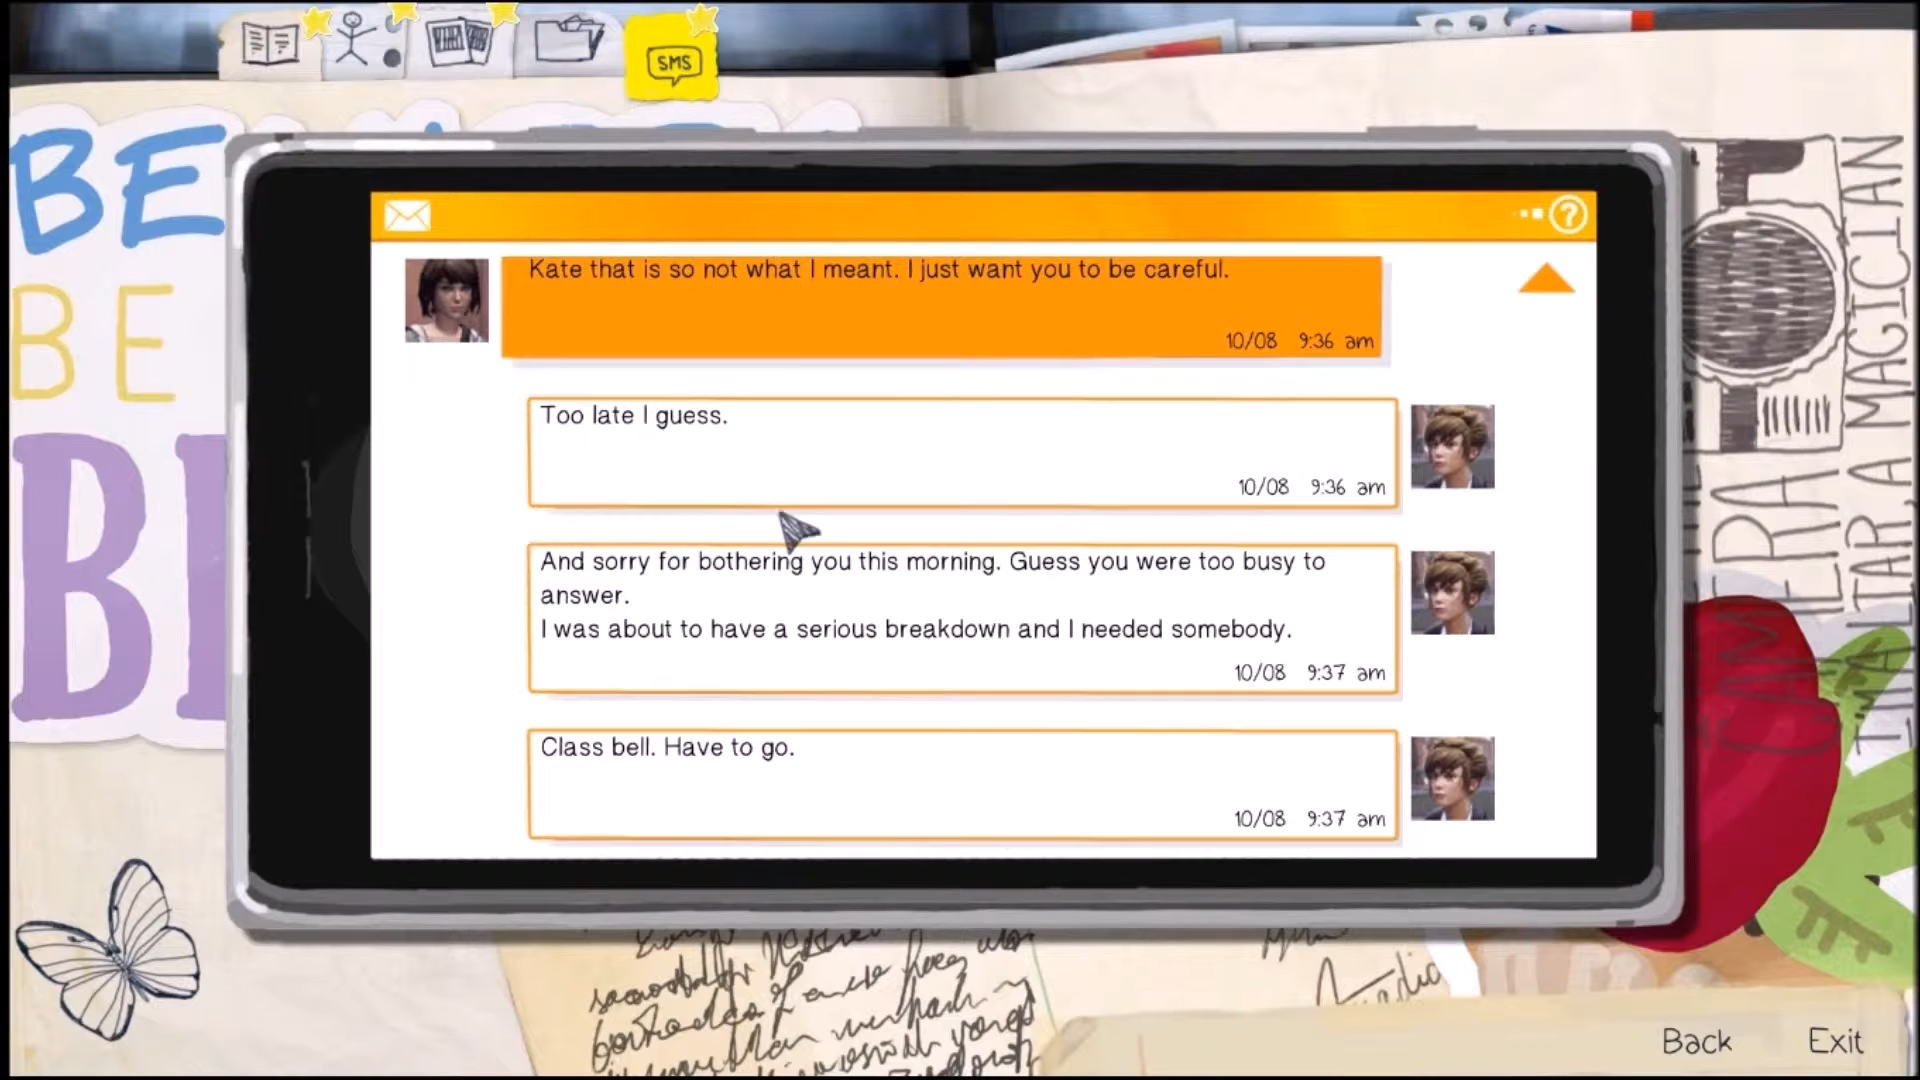 SMS
BE
BE
?
Kate that is so not what I meant. I just want you to be careful.
10/08 9:36 am
Too late I guess.
10/08 9:36 am
And sorry for bothering you this morning. Guess you were too busy to
answer.
I was about to have a serious breakdown and I needed somebody.
10/08 9:37 am
Class bell. Have to go.
10/08 9:37 am
MAGICIAN
Back
Exit